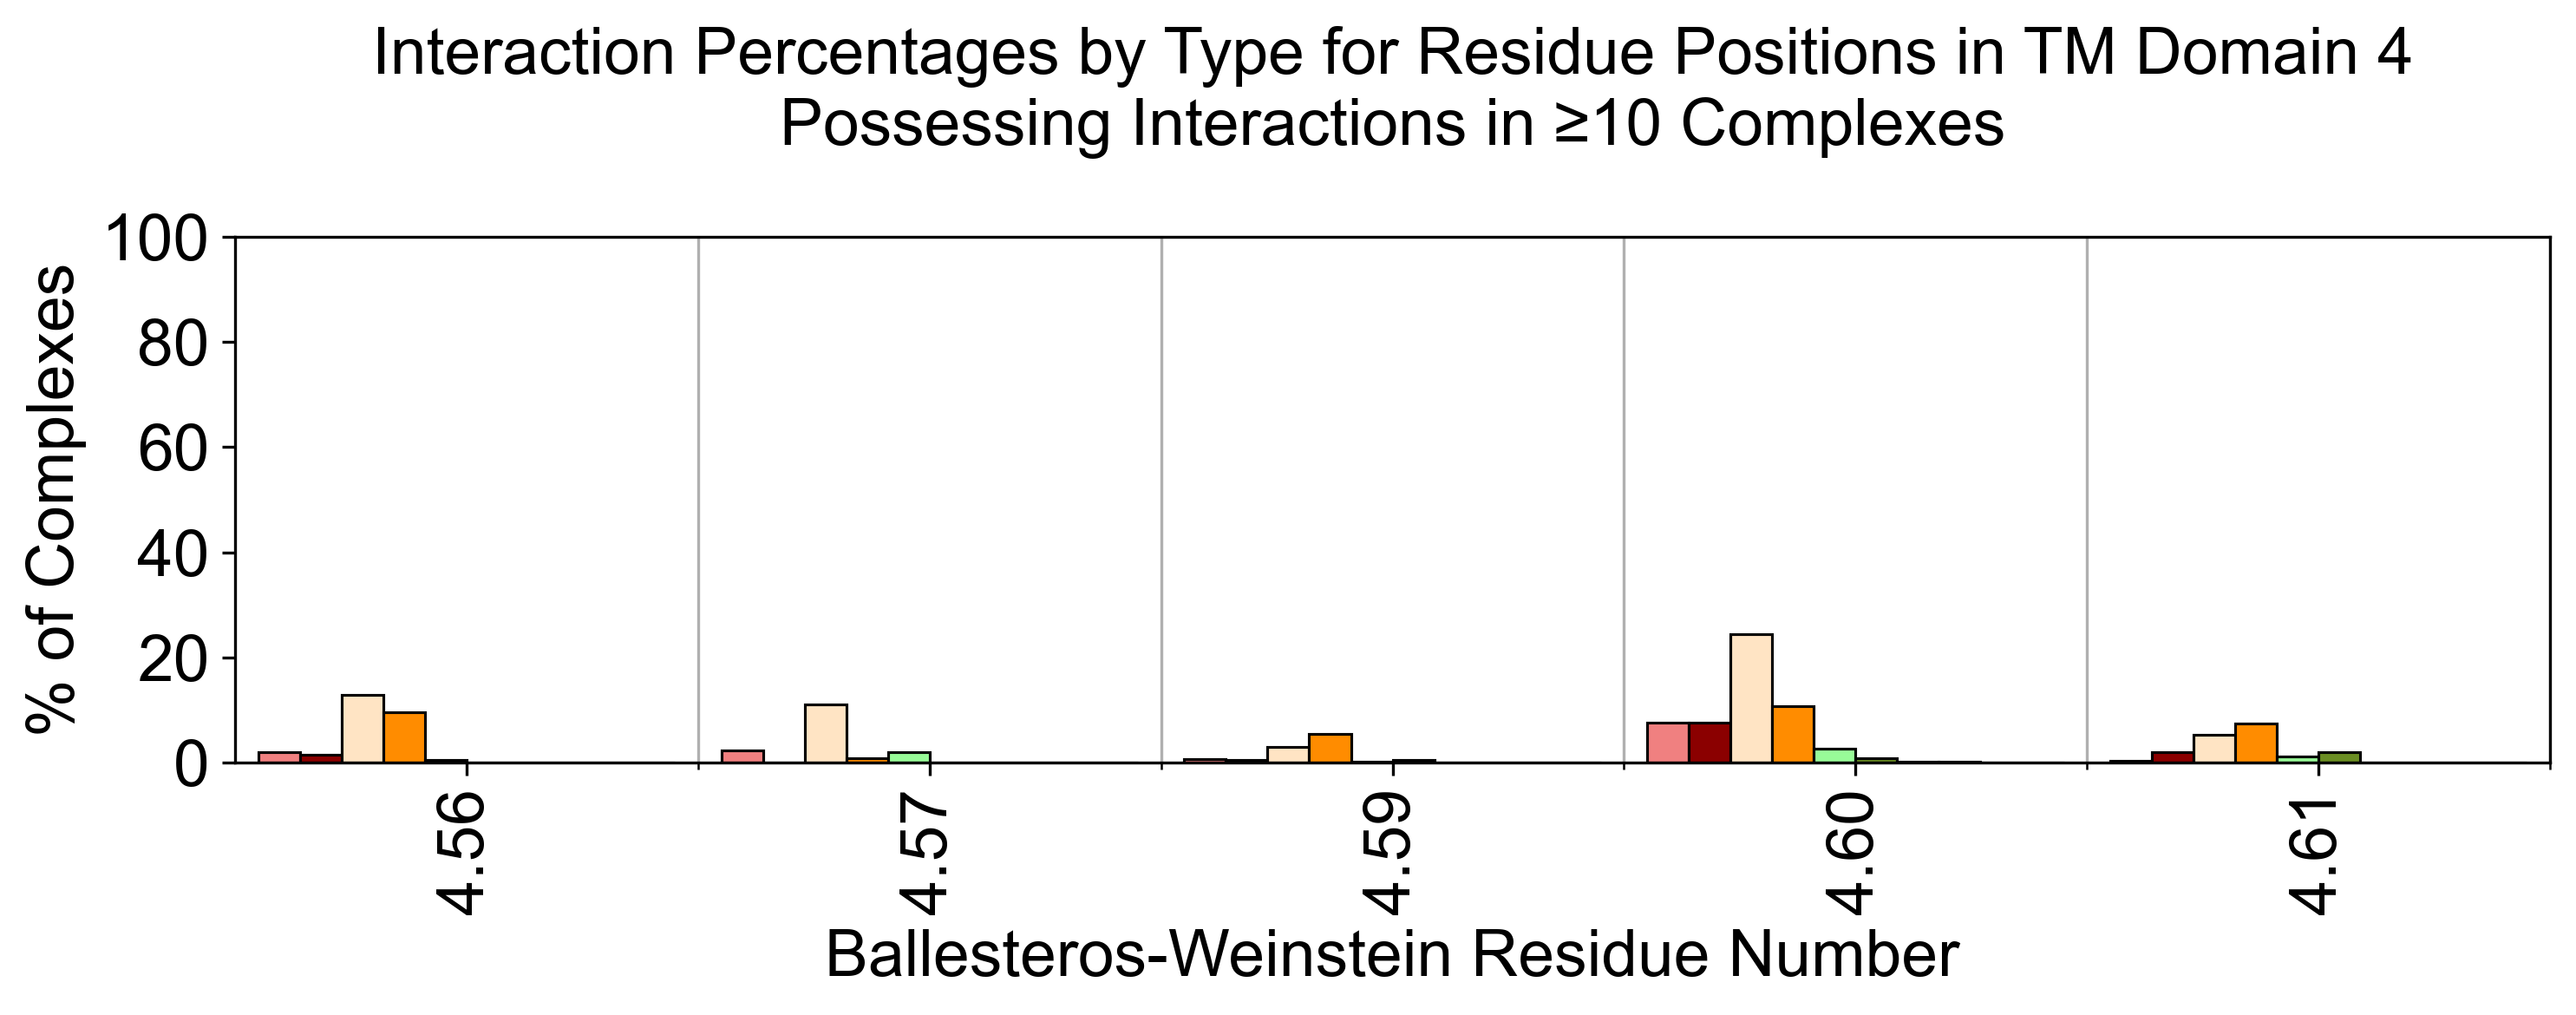 Interaction Percentages by Type for Residue Positions in TM Domain 4
Possessing Interactions in ≥10 Complexes
100
80
60
40
20
0
% of Complexes
4.56
4.57
4.59
4.60
4.61
Ballesteros-Weinstein Residue Number